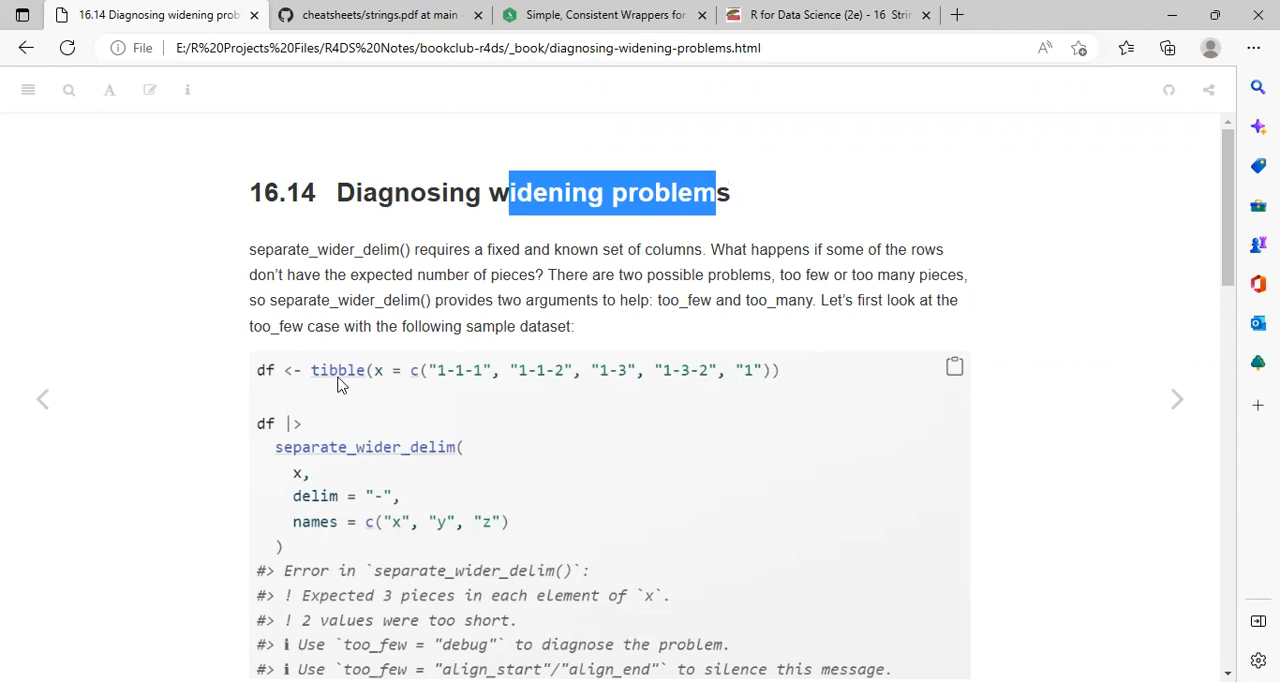 16.14 Diagnosing widening prob
cheatsheets/strings.pdf at main
Simple, Consistent Wrappers for
R for Data Science (2e) - 16 Strin
File
E:/R%20Projects%20Files/R4DS%20Notes/bookclub-r4ds/_book/diagnosing-widening-problems.html
16.14 Diagnosing widening problems
separate_wider_delim() requires a fixed and known set of columns. What happens if some of the rows
don't have the expected number of pieces? There are two possible problems, too few or too many pieces,
so separate_wider_delim() provides two arguments to help: too_few and too_many. Let's first look at the
too_few case with the following sample dataset:
df <- tibble(x = c("1-1-1", "1-1-2", "1-3", "1-3-2", "1"))
df |>
separate_wider_delim(
x,
delim = "-",
names = c("x", "y", "z")
)
#> Error in `separate_wider_delim()`:
#> ! Expected 3 pieces in each element of `x`.
#> ! 2 values were too short.
#> ℹ Use `too_few = "debug"` to diagnose the problem.
#> ℹ Use `too_few = "align_start"/"align_end"` to silence this message.